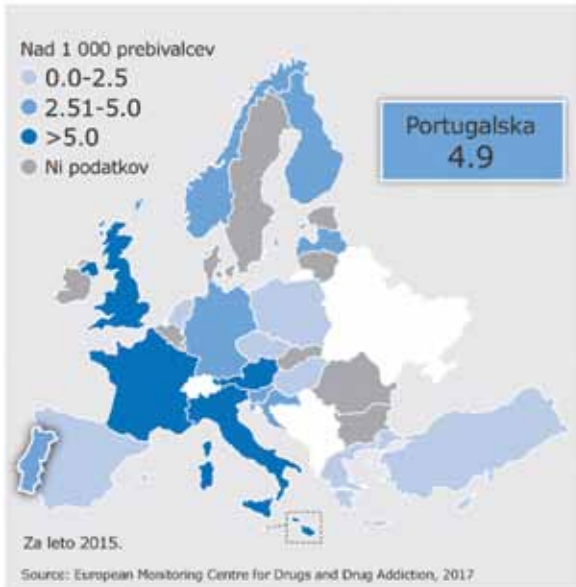 Nad 1 000 prebivalcev
0.0-2.5
2.51-5.0
>5.0
Ni podatkov
Portugalska
4.9
Za leto 2015.
Source: European Monitoring Centre for Drugs and Drug Addiction, 2017